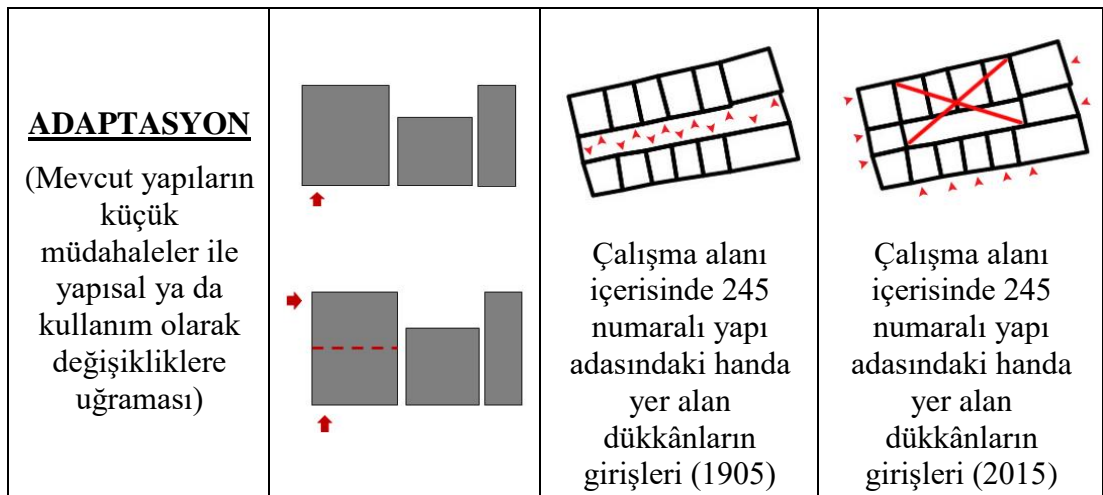 ADAPTASYON
(Mevcut yapıların
küçük
müdahaleler ile
yapısal ya da
kullanım olarak
değişikliklere
uğraması)
Çalışma alanı
içerisinde 245
numaralı yapı
adasındaki handa
yer alan
dükkânların
girişleri (1905)
Çalışma alanı
içerisinde 245
numaralı yapı
adasındaki handa
yer alan
dükkânların
girişleri (2015)